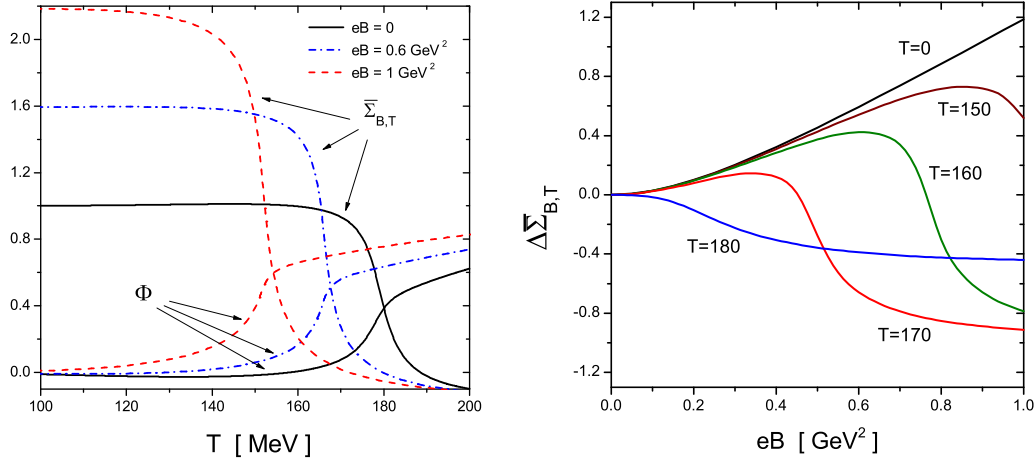 eB = 0
eB = 0.6 GeV²
eB = 1 GeV²
Σ̅B,T
Φ
2.0
1.6
1.2
0.8
0.4
0.0
100 120 140 160 180 200
T [ MeV ]
T=0
T=150
T=160
T=180
T=170
1.2
0.8
0.4
0.0
-0.4
-0.8
-1.2
ΔΣ̅B,T
0.0 0.2 0.4 0.6 0.8 1.0
eB [ GeV² ]